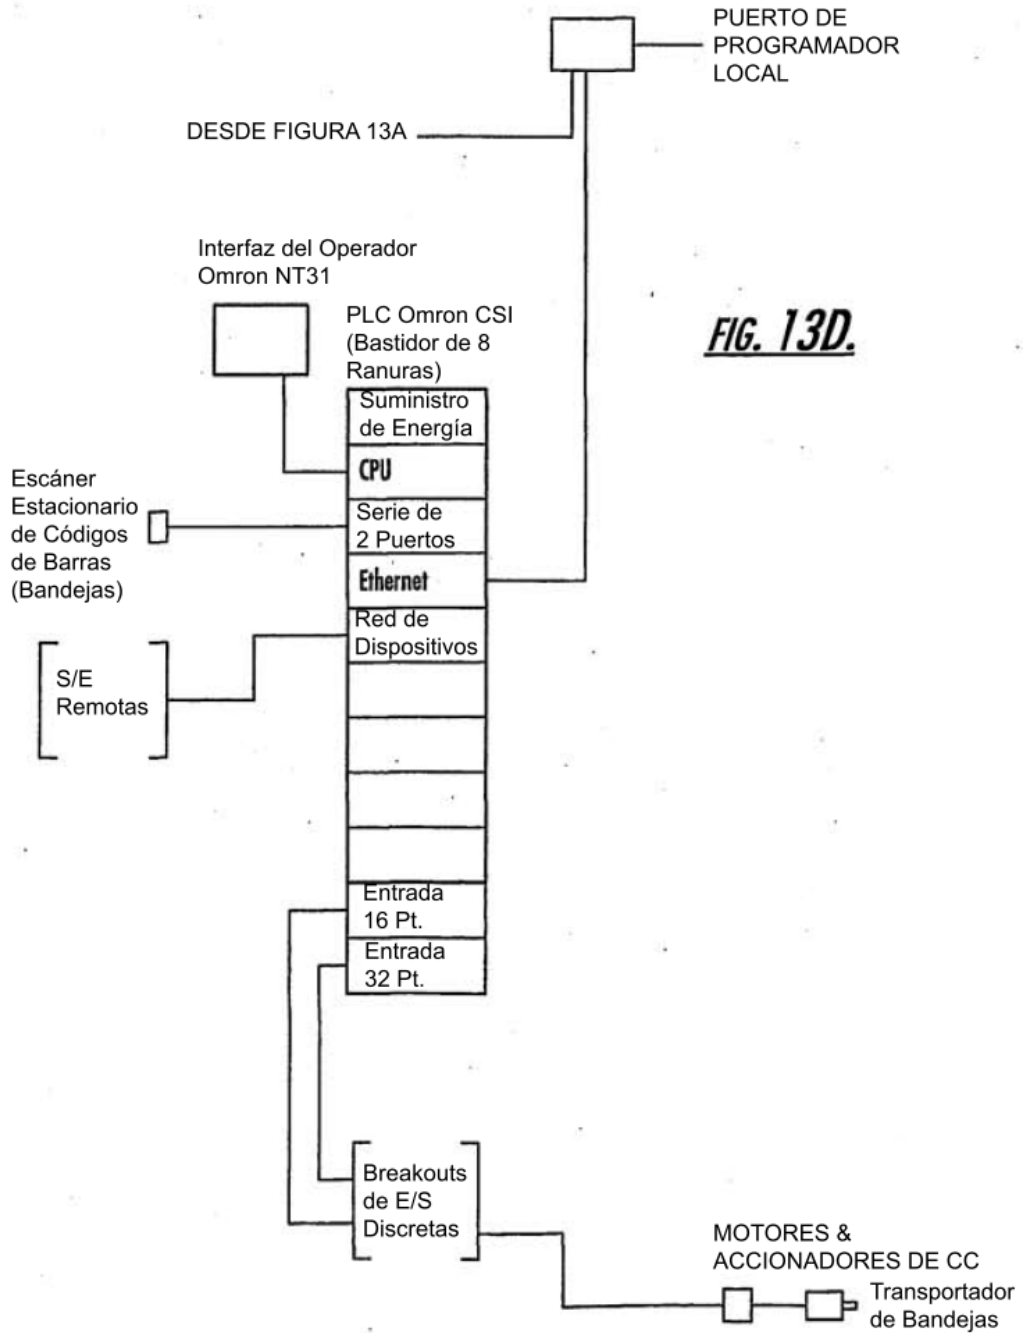 PUERTO DE
PROGRAMADOR
LOCAL
DESDE FIGURA 13A
Interfaz del Operador
Omron NT31
PLC Omron CSI
(Bastidor de 8
Ranuras)
FIG. 13D.
Suministro
de Energía
CPU
Escáner
Estacionario
de Códigos
de Barras
(Bandejas)
Serie de
2 Puertos
Ethernet
Red de
Dispositivos
S/E
Remotas
Entrada
16 Pt.
Entrada
32 Pt.
Breakouts
de E/S
Discretas
MOTORES &
ACCIONADORES DE CC
Transportador
de Bandejas